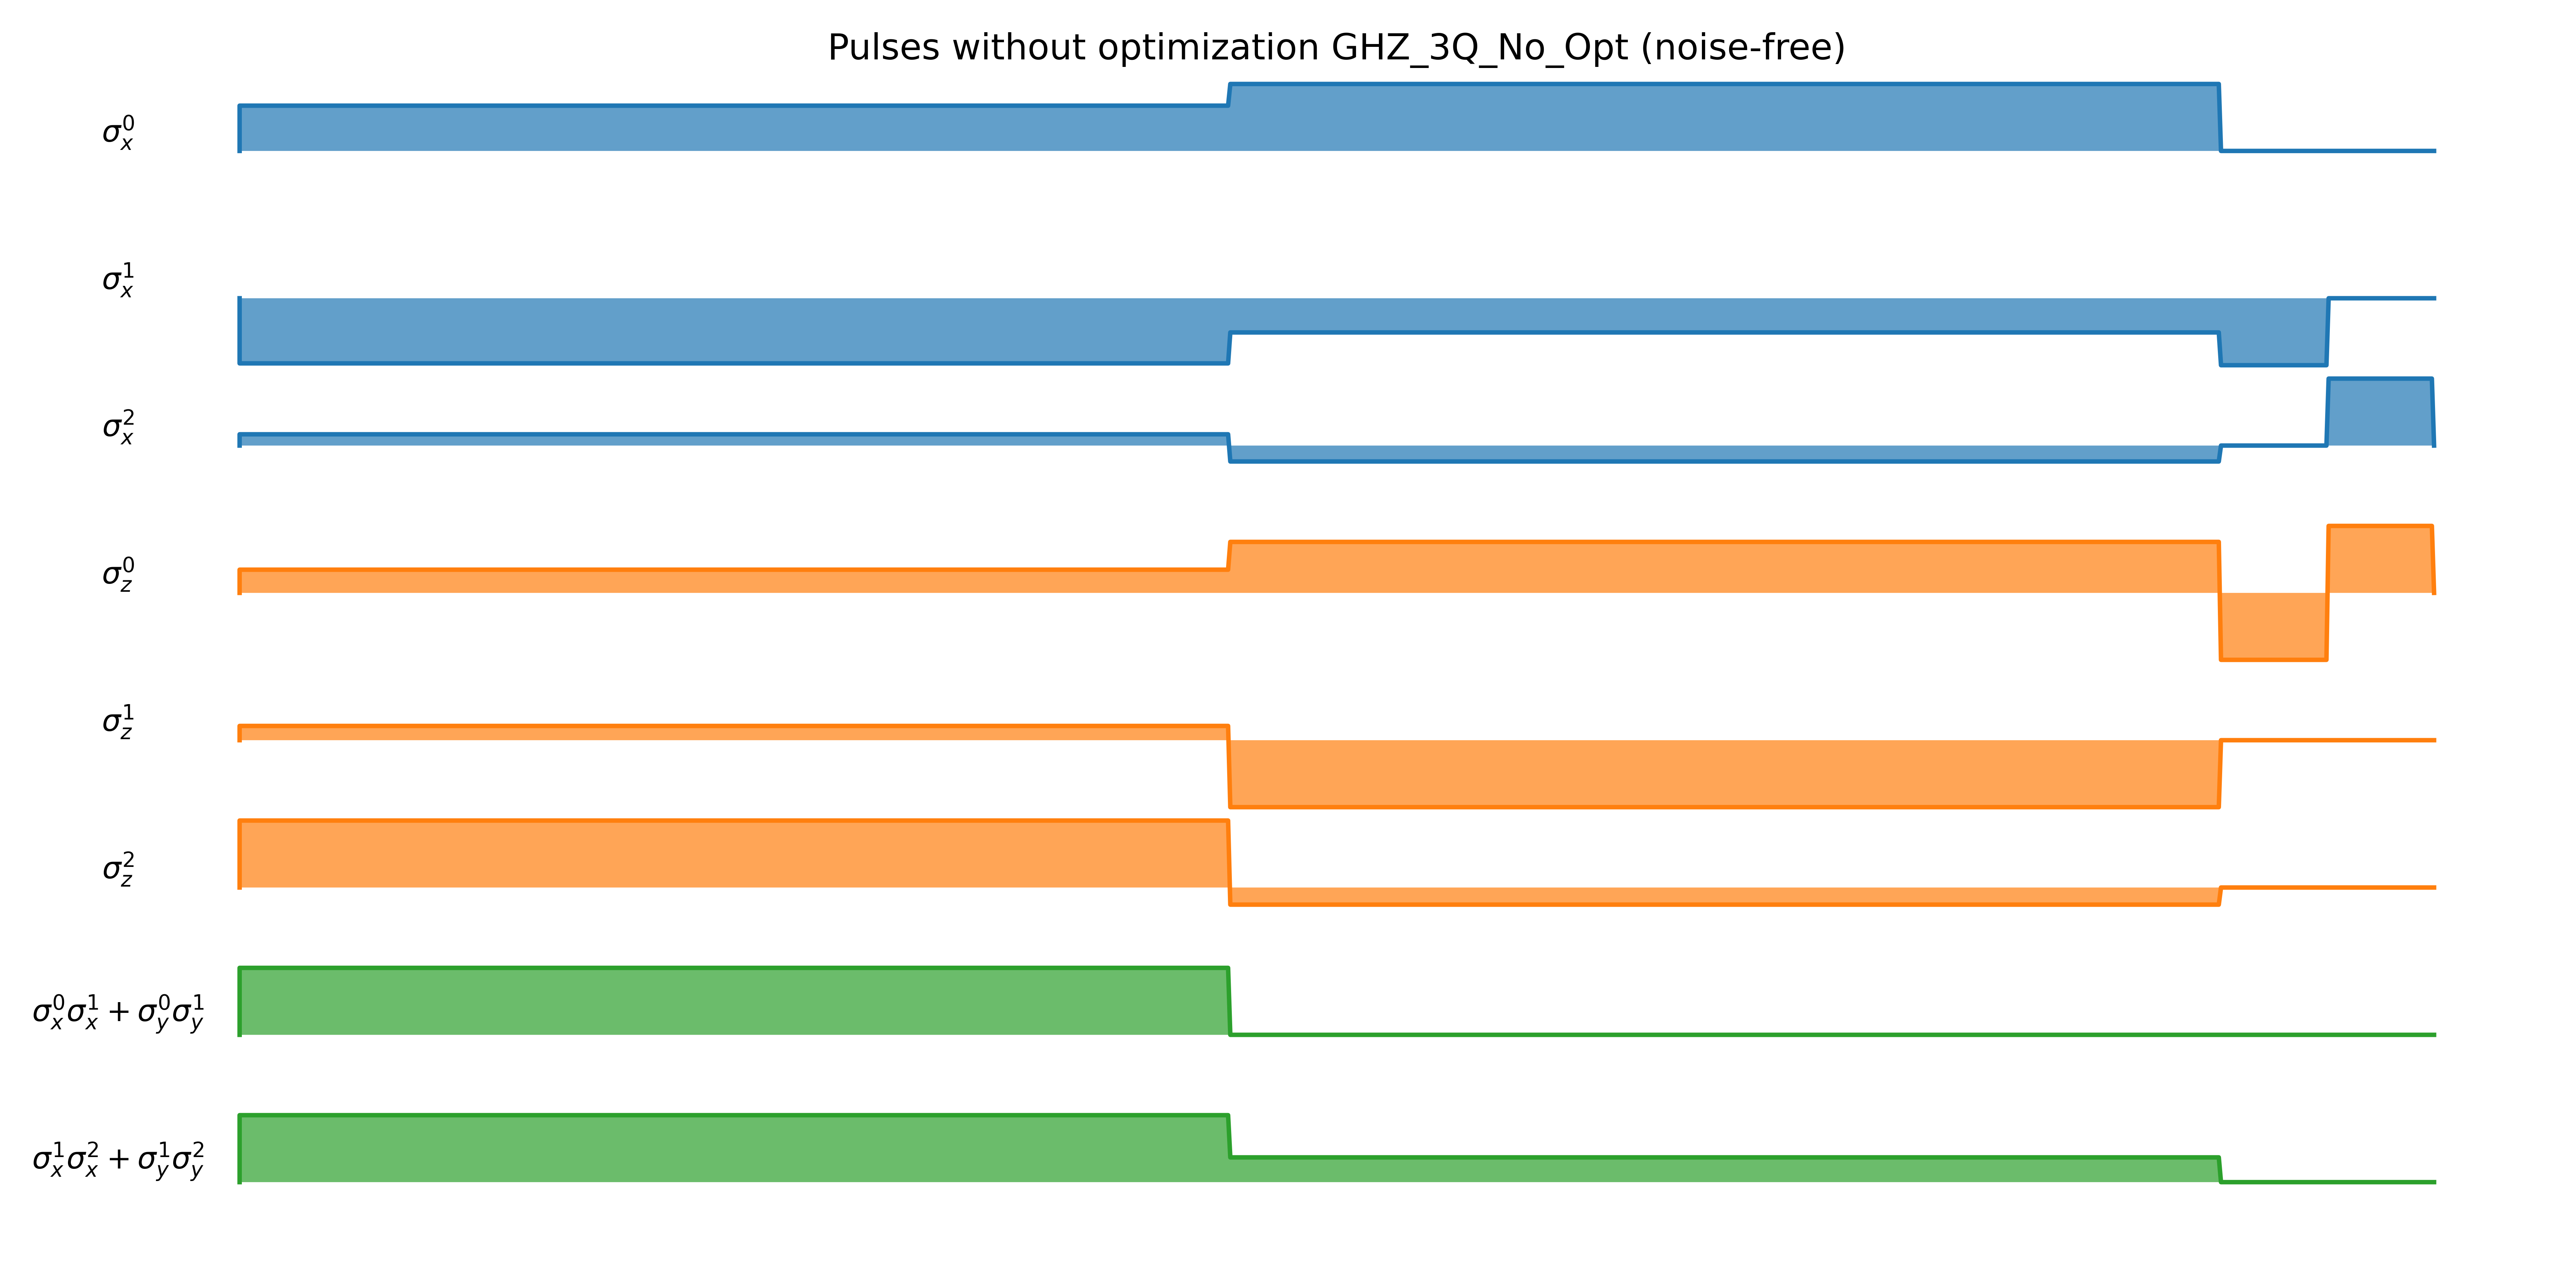 Pulses without optimization GHZ_3Q_No_Opt (noise-free)
σ_x^0
σ_x^1
σ_x^2
σ_z^0
σ_z^1
σ_z^2
σ_x^0σ_x^1 + σ_y^0σ_y^1
σ_x^1σ_x^2 + σ_y^1σ_y^2